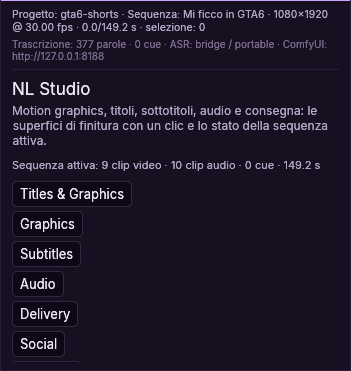 Progetto: gta6-shorts · Sequenza: Mi ficco in GTA6 · 1080×1920
@ 30.00 fps · 0.0/149.2 s · selezione: 0
Trascrizione: 377 parole · 0 cue · ASR: bridge / portable · ComfyUI:
http://127.0.0.1:8188
NL Studio
Motion graphics, titoli, sottotitoli, audio e consegna: le
superfici di finitura con un clic e lo stato della sequenza
attiva.
Sequenza attiva: 9 clip video · 10 clip audio · 0 cue · 149.2 s
Titles & Graphics
Graphics
Subtitles
Audio
Delivery
Social